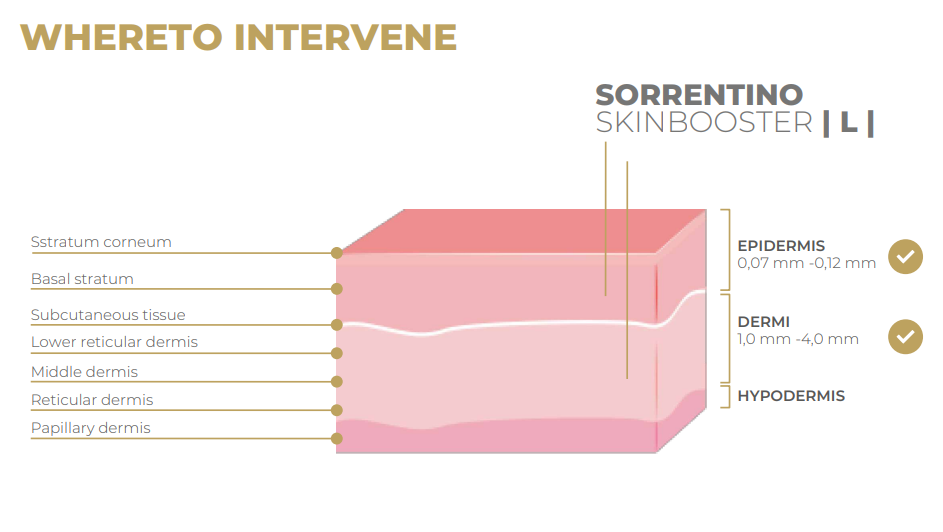 WHERETO INTERVENE
SORRENTINO
SKINBOOSTER | L |
Sstratum corneum
Basal stratum
Subcutaneous tissue
Lower reticular dermis
Middle dermis
Reticular dermis
Papillary dermis
EPIDERMIS
0,07 mm -0,12 mm
DERMI
1,0 mm -4,0 mm
HYPODERMIS